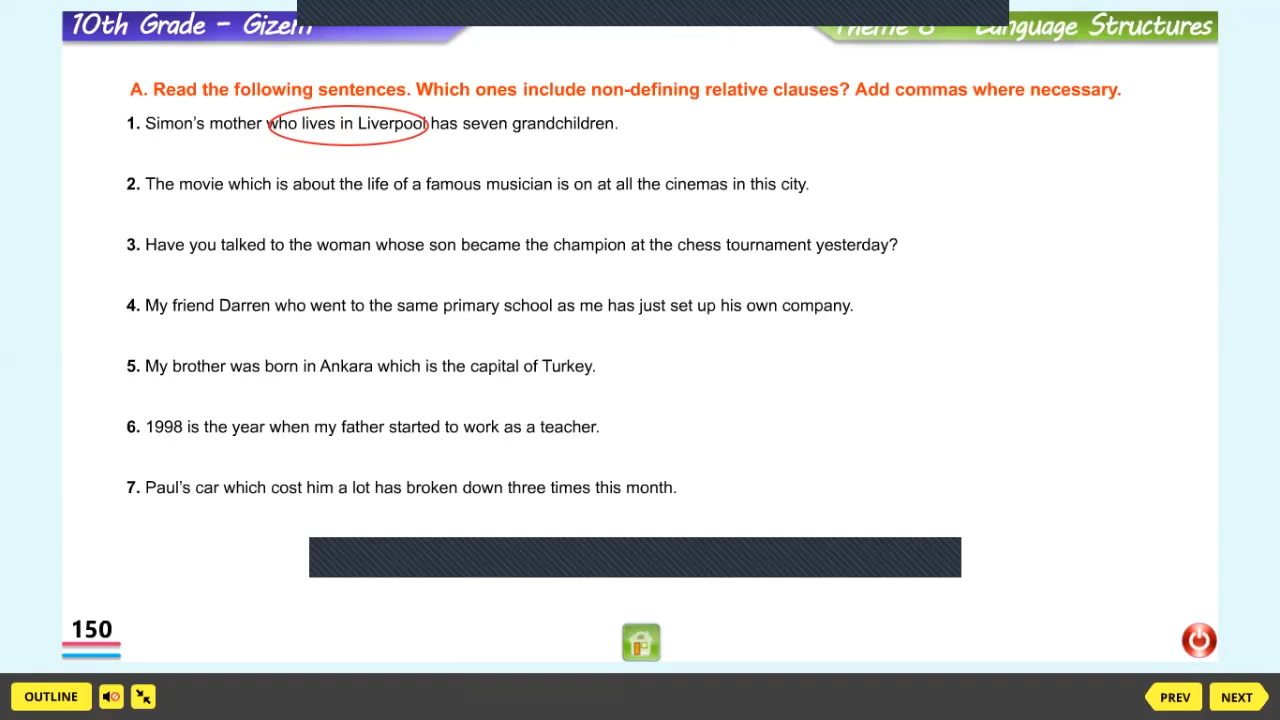 10th Grade - Gizem
Language Structures
A. Read the following sentences. Which ones include non-defining relative clauses? Add commas where necessary.
1. Simon’s mother who lives in Liverpool has seven grandchildren.
2. The movie which is about the life of a famous musician is on at all the cinemas in this city.
3. Have you talked to the woman whose son became the champion at the chess tournament yesterday?
4. My friend Darren who went to the same primary school as me has just set up his own company.
5. My brother was born in Ankara which is the capital of Turkey.
6. 1998 is the year when my father started to work as a teacher.
7. Paul’s car which cost him a lot has broken down three times this month.
150
OUTLINE
PREV
NEXT